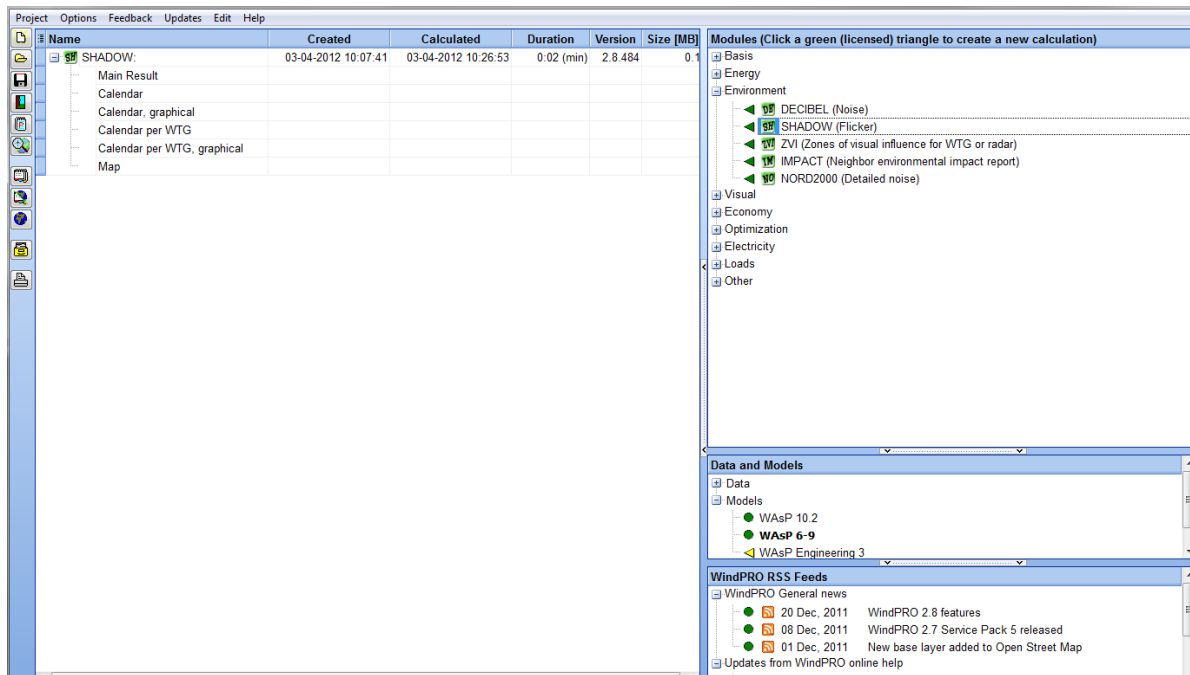 Project Options Feedback Updates Edit Help
Name Created Calculated Duration Version Size [MB]
SHADOW: 03-04-2012 10:07:41 03-04-2012 10:26:53 0:02 (min) 2.8.484 0.1
Main Result
Calendar
Calendar, graphical
Calendar per WTG
Calendar per WTG, graphical
Map
Modules (Click a green (licensed) triangle to create a new calculation)
Basis
Energy
Environment
DE DECIBEL (Noise)
SH SHADOW (Flicker)
ZVI ZVI (Zones of visual influence for WTG or radar)
IM IMPACT (Neighbor environmental impact report)
NO NORD2000 (Detailed noise)
Visual
Economy
Optimization
Electricity
Loads
Other
Data and Models
Data
Models
WAsP 10.2
WAsP 6-9
WAsP Engineering 3
WindPRO RSS Feeds
WindPRO General news
20 Dec, 2011 WindPRO 2.8 features
08 Dec, 2011 WindPRO 2.7 Service Pack 5 released
01 Dec, 2011 New base layer added to Open Street Map
Updates from WindPRO online help